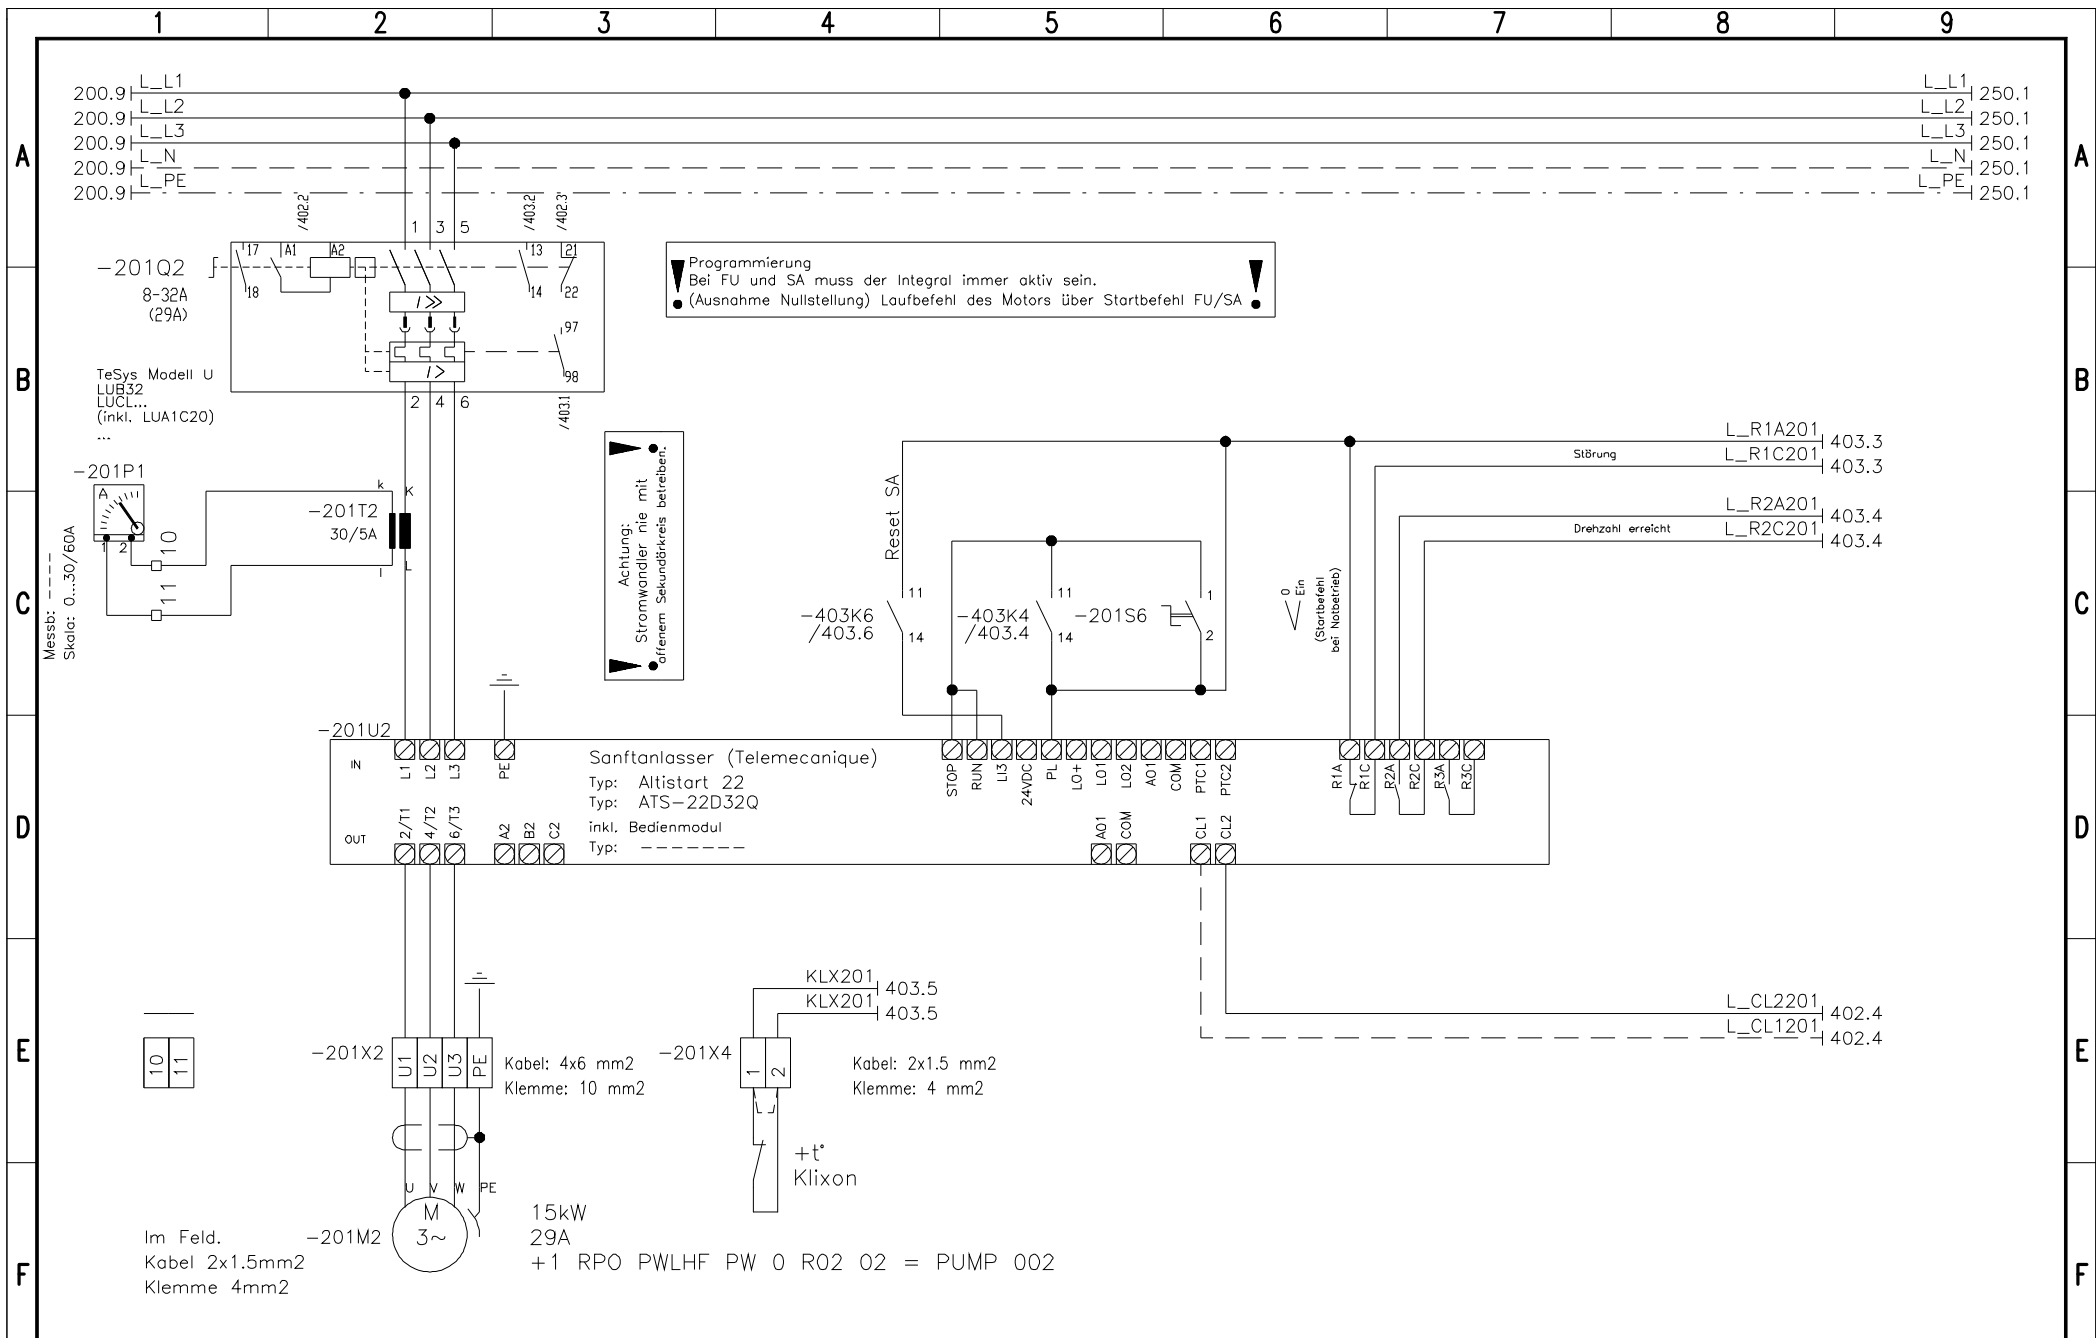 1 2 3 4 5 6 7 8 9
A A
B B
C C
D D
E E
F F
200.9 L_L1 L_L1 250.1
200.9 L_L2 L_L2 250.1
200.9 L_L3 L_L3 250.1
200.9 L_N L_N 250.1
200.9 L_PE L_PE 250.1
/402.2 /403.2 /402.3
1 3 5
-201Q2
8-32A
(29A)
17 A1 A2 13 21
18 14 22
I>>
97
I>
98
2 4 6
/403.1
TeSys Modell U
LUB32
LUCL...
(inkl. LUA1C20)
...
Programmierung
Bei FU und SA muss der Integral immer aktiv sein.
(Ausnahme Nullstellung) Laufbefehl des Motors über Startbefehl FU/SA
-201P1
A
1 2
10
11
Messb: ----
Skala: 0...30/60A
-201T2
30/5A
k K
l L
Achtung:
Stromwandler nie mit
offenem Sekundärkreis betreiben.
Reset SA
-403K6
/403.6
11
14
-403K4
/403.4
11
14
-201S6
1
2
0
Ein
(Startbefehl
bei Notbetrieb)
L_R1A201 403.3
Störung L_R1C201 403.3
L_R2A201 403.4
Drehzahl erreicht L_R2C201 403.4
-201U2
IN L1 L2 L3 PE
OUT 2/T1 4/T2 6/T3 A2 B2 C2
Sanftanlasser (Telemecanique)
Typ: Altistart 22
Typ: ATS-22D32Q
inkl. Bedienmodul
Typ: -------
STOP RUN LI3 24VDC PL LO+ LO1 LO2 AO1 COM PTC1 PTC2
R1A R1C R2A R2C R3A R3C
AO1 COM CL1 CL2
KLX201 403.5
KLX201 403.5
L_CL2201 402.4
L_CL1201 402.4
10 11
-201X2 U1 U2 U3 PE
Kabel: 4x6 mm2
Klemme: 10 mm2
-201X4 1 2
Kabel: 2x1.5 mm2
Klemme: 4 mm2
+t°
Klixon
U V W PE
-201M2
M
3~
15kW
29A
+1 RPO PWLHF PW 0 R02 02 = PUMP 002
Im Feld.
Kabel 2x1.5mm2
Klemme 4mm2